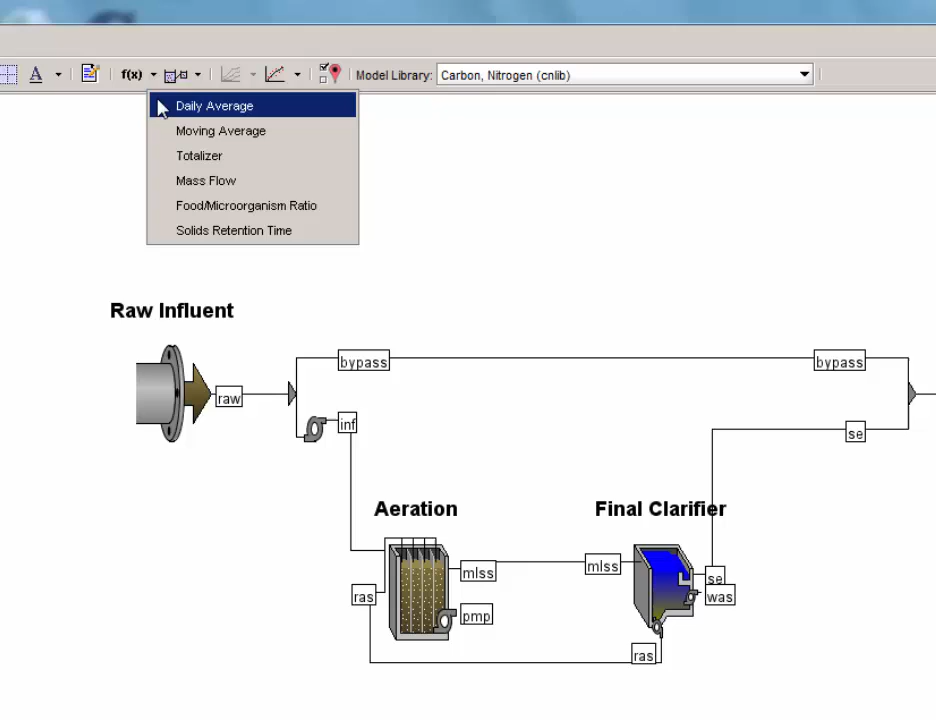 A f(x) Model Library: Carbon, Nitrogen (cnlib)
Daily Average
Moving Average
Totalizer
Mass Flow
Food/Microorganism Ratio
Solids Retention Time
Raw Influent
bypass bypass
raw
inf
se
Aeration Final Clarifier
mlss mlss
se
ras was
pmp
ras